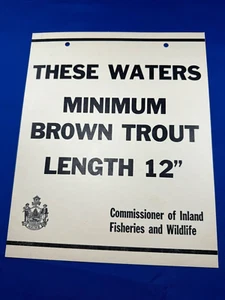 THESE WATERS
MINIMUM
BROWN TROUT
LENGTH 12"
Commissioner of Inland
Fisheries and Wildlife